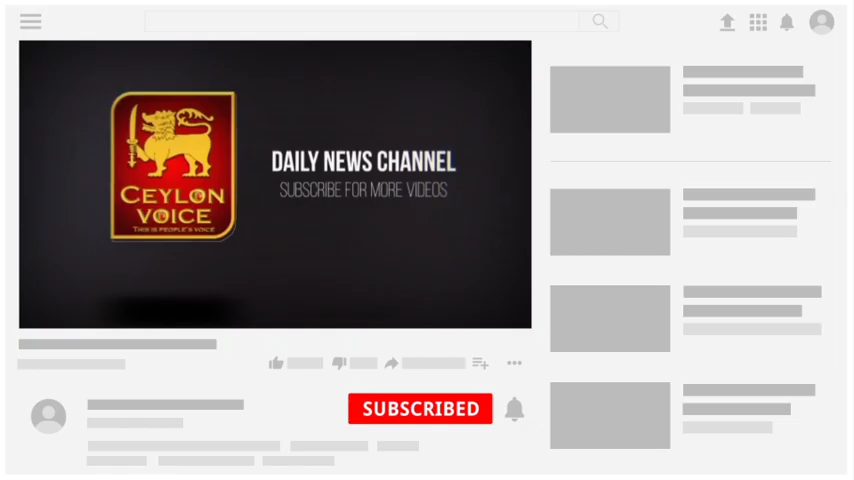 DAILY NEWS CHANNEL
SUBSCRIBE FOR MORE VIDEOS
CEYLON
VOICE
THIS IS PEOPLE'S VOICE
SUBSCRIBED